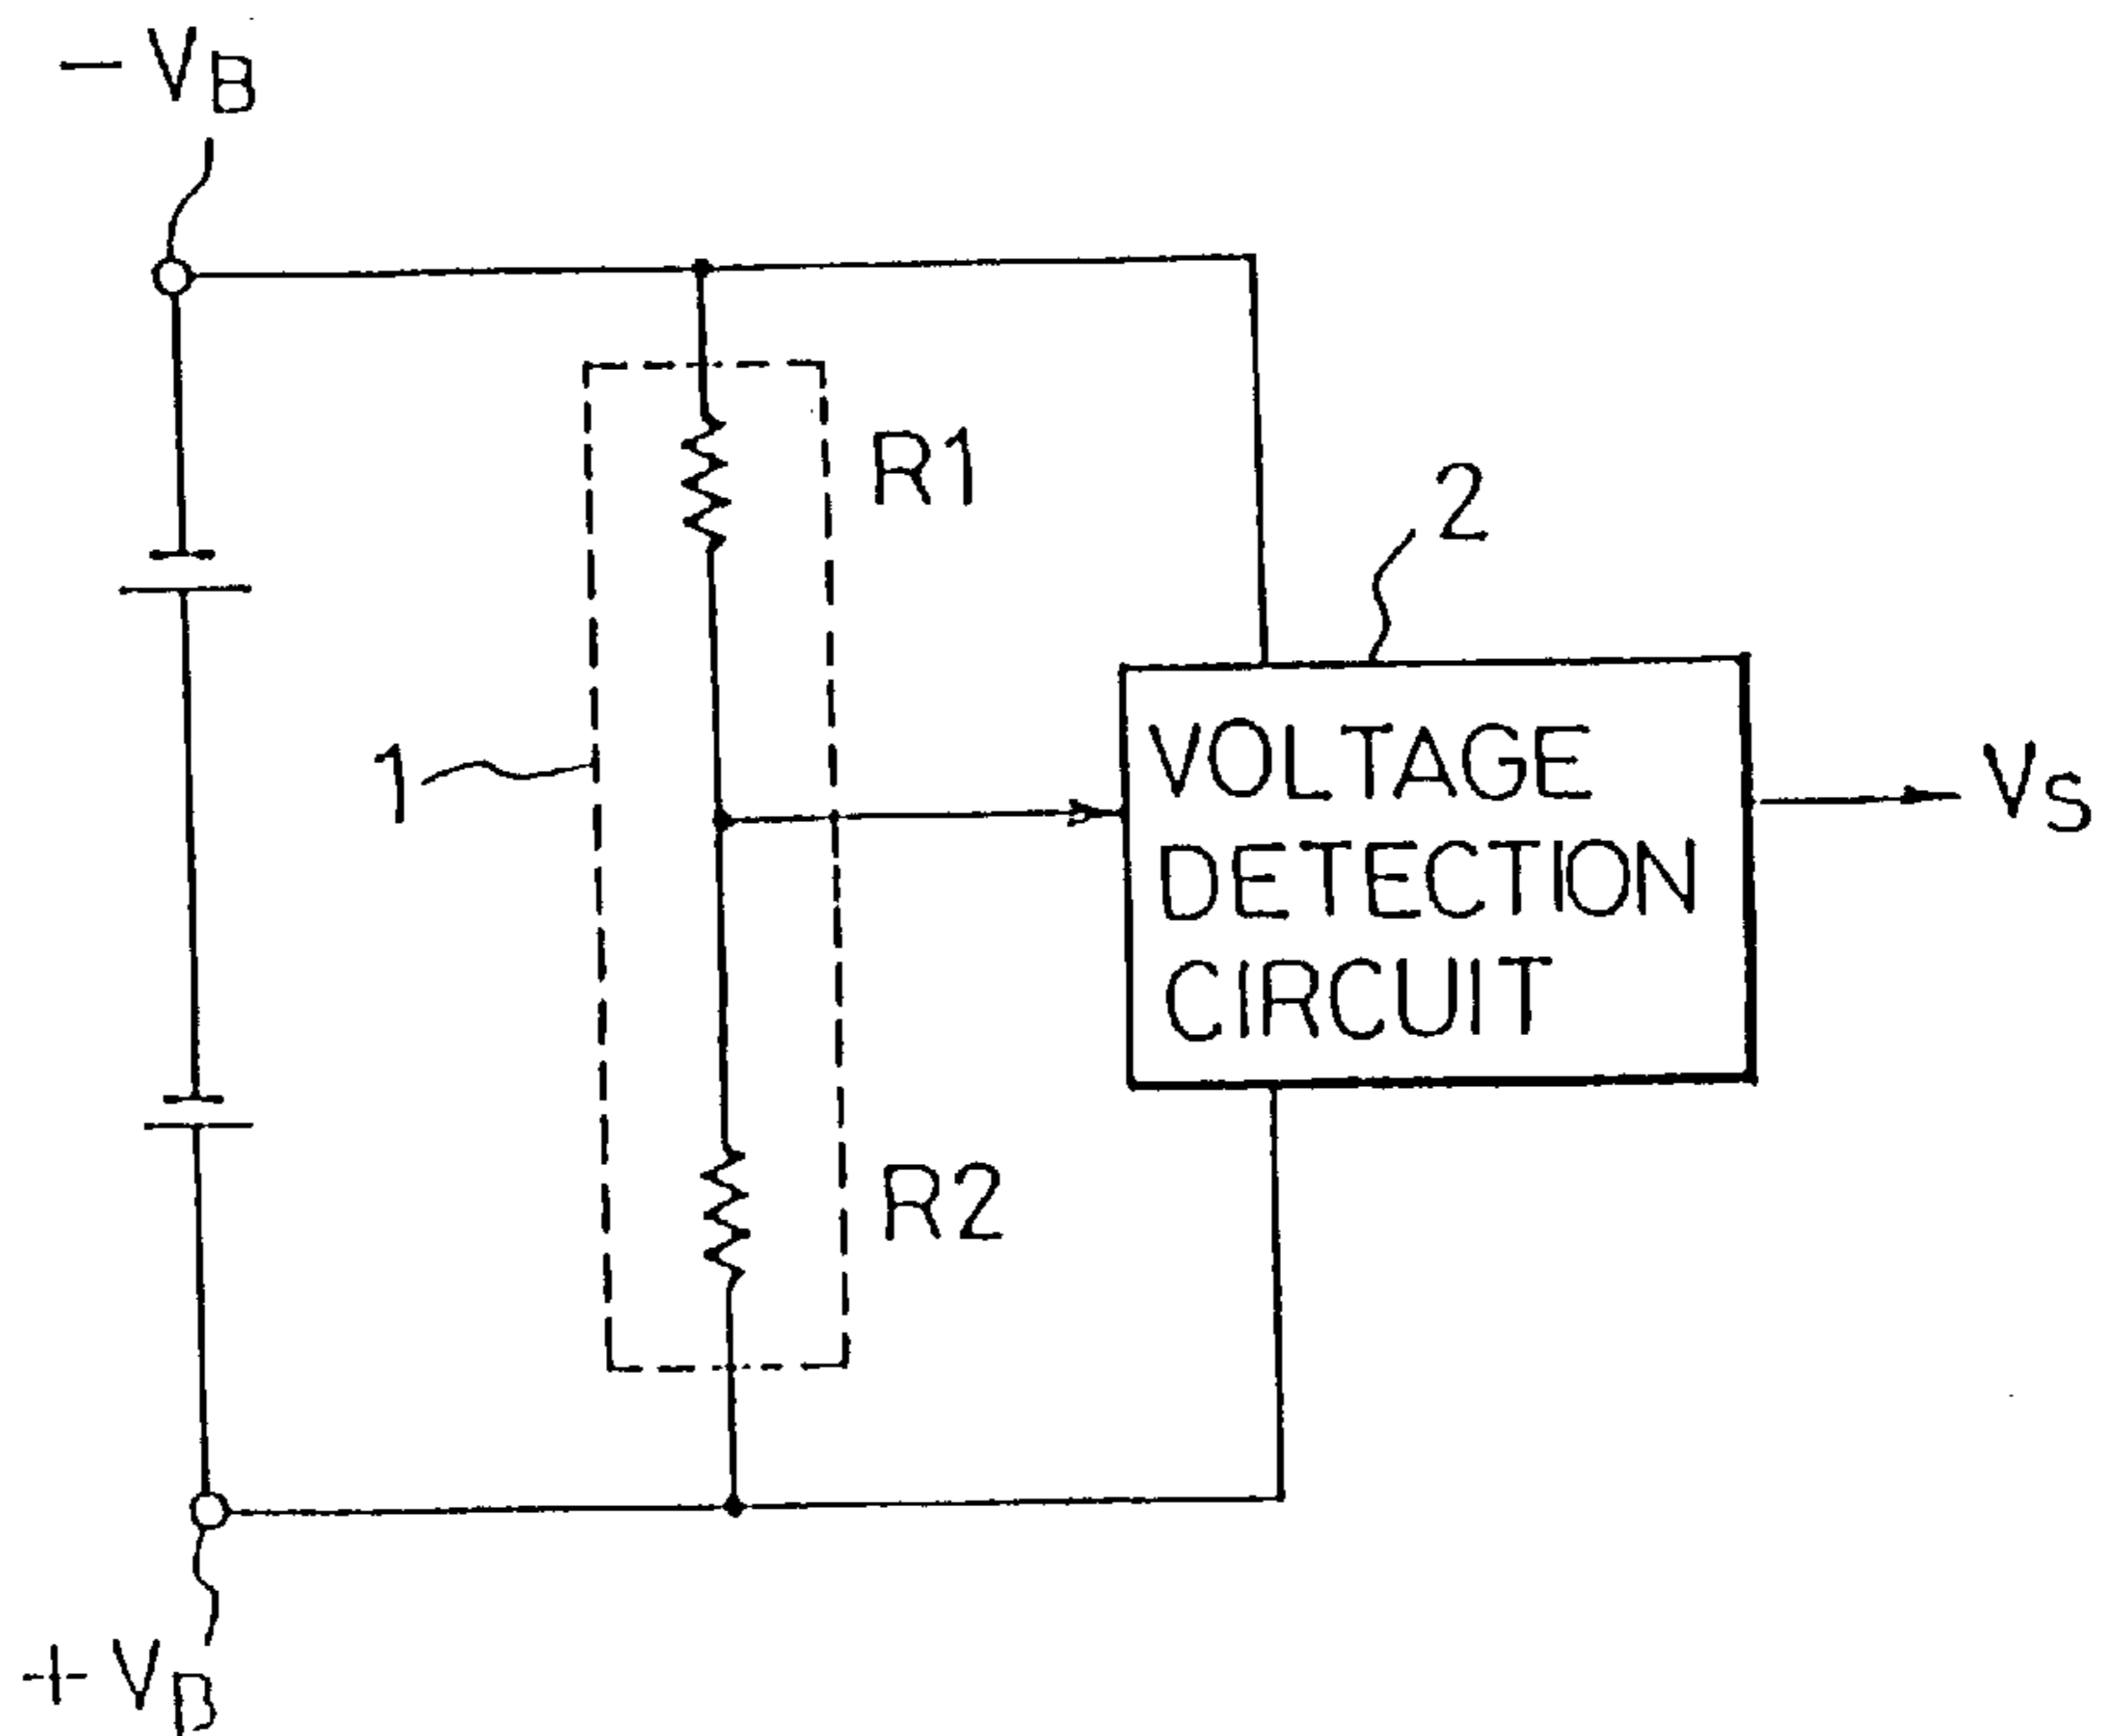 − VB
R1
2
1
VOLTAGE
DETECTION
CIRCUIT
VS
R2
+ VB